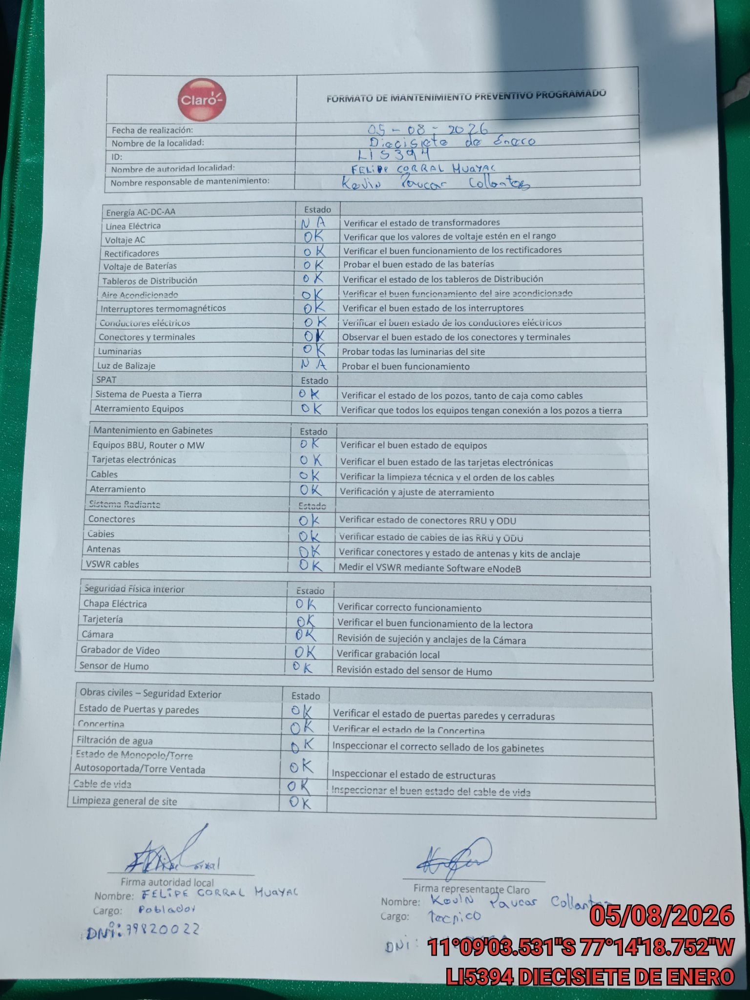 Claro
FORMATO DE MANTENIMIENTO PREVENTIVO PROGRAMADO
Fecha de realización: 05-08-2026
Nombre de la localidad: Diecisiete de Enero
ID: LI5394
Nombre de autoridad localidad: FELIPE CORRAL MUAYAC
Nombre responsable de mantenimiento: Kevin Paucar Collantes
Energía AC-DC-AA Estado
Línea Eléctrica NA Verificar el estado de transformadores
Voltaje AC OK Verificar que los valores de voltaje estén en el rango
Rectificadores OK Verificar el buen funcionamiento de los rectificadores
Voltaje de Baterías OK Probar el buen estado de las baterías
Tableros de Distribución OK Verificar el estado de los tableros de Distribución
Aire Acondicionado OK Verificar el buen funcionamiento del aire acondicionado
Interruptores termomagnéticos OK Verificar el buen estado de los interruptores
Conductores eléctricos OK Verificar el buen estado de los conductores eléctricos
Conectores y terminales OK Observar el buen estado de los conectores y terminales
Luminarias OK Probar todas las luminarias del site
Luz de Balizaje NA Probar el buen funcionamiento
SPAT Estado
Sistema de Puesta a Tierra OK Verificar el estado de los pozos, tanto de caja como cables
Aterramiento Equipos OK Verificar que todos los equipos tengan conexión a los pozos a tierra
Mantenimiento en Gabinetes Estado
Equipos BBU, Router o MW OK Verificar el buen estado de equipos
Tarjetas electrónicas OK Verificar el buen estado de las tarjetas electrónicas
Cables OK Verificar la limpieza técnica y el orden de los cables
Aterramiento OK Verificación y ajuste de aterramiento
Sistema Radiante Estado
Conectores OK Verificar estado de conectores RRU y ODU
Cables OK Verificar estado de cables de las RRU y ODU
Antenas OK Verificar conectores y estado de antenas y kits de anclaje
VSWR cables OK Medir el VSWR mediante Software eNodeB
Seguridad Física interior Estado
Chapa Eléctrica OK Verificar correcto funcionamiento
Tarjetería OK Verificar el buen funcionamiento de la lectora
Cámara OK Revisión de sujeción y anclajes de la Cámara
Grabador de Video OK Verificar grabación local
Sensor de Humo OK Revisión estado del sensor de Humo
Obras civiles – Seguridad Exterior Estado
Estado de Puertas y paredes OK Verificar el estado de puertas paredes y cerraduras
Concertina OK Verificar el estado de la Concertina
Filtración de agua OK Inspeccionar el correcto sellado de los gabinetes
Estado de Monopolo/Torre
Autosoportada/Torre Ventada OK Inspeccionar el estado de estructuras
Cable de vida OK Inspeccionar el buen estado del cable de vida
Limpieza general de site OK
Felipe Corral
Firma autoridad local
Nombre: FELIPE CORRAL MUAYAC
Cargo: Poblador
DNi: 79820022
Firma representante Claro
Nombre: Kevin Paucar Collantes
Cargo: Tecnico
DNi:
05/08/2026
11°09'03.531"S 77°14'18.752"W
LI5394 DIECISIETE DE ENERO